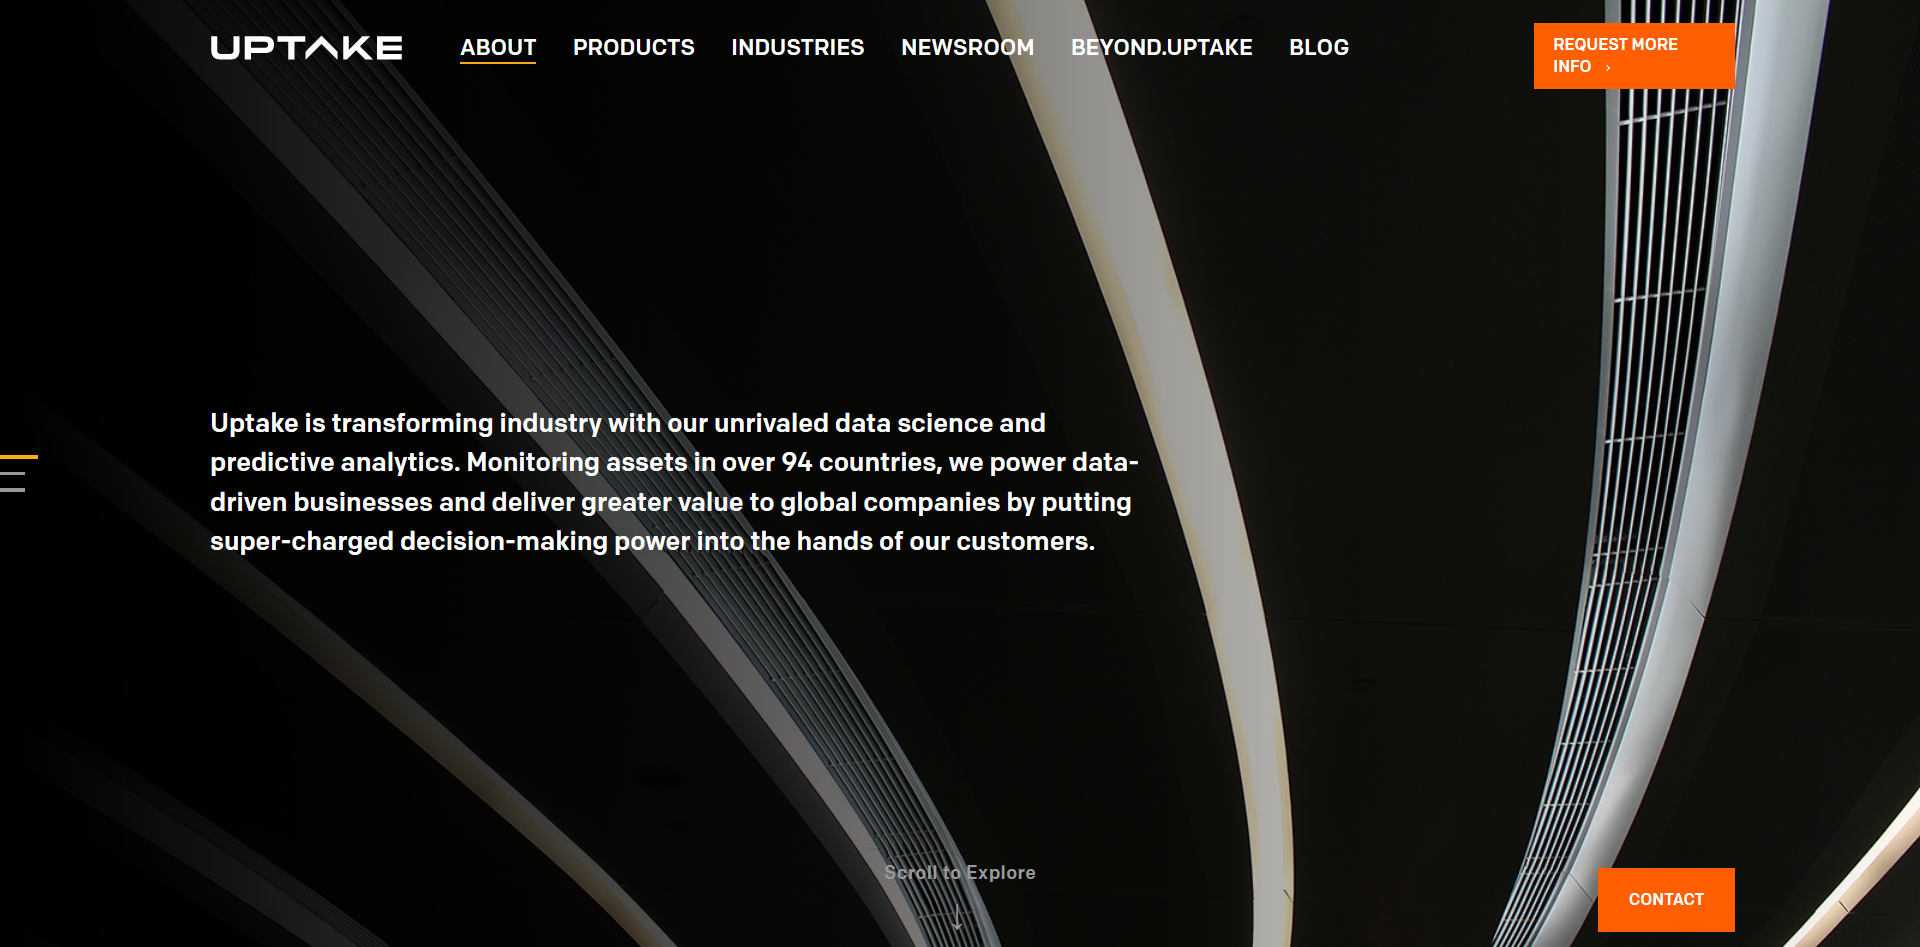 UPTAKE
ABOUT
PRODUCTS
INDUSTRIES
NEWSROOM
BEYOND.UPTAKE
BLOG
REQUEST MORE
INFO ›
Uptake is transforming industry with our unrivaled data science and
predictive analytics. Monitoring assets in over 94 countries, we power data-
driven businesses and deliver greater value to global companies by putting
super-charged decision-making power into the hands of our customers.
Scroll to Explore
CONTACT